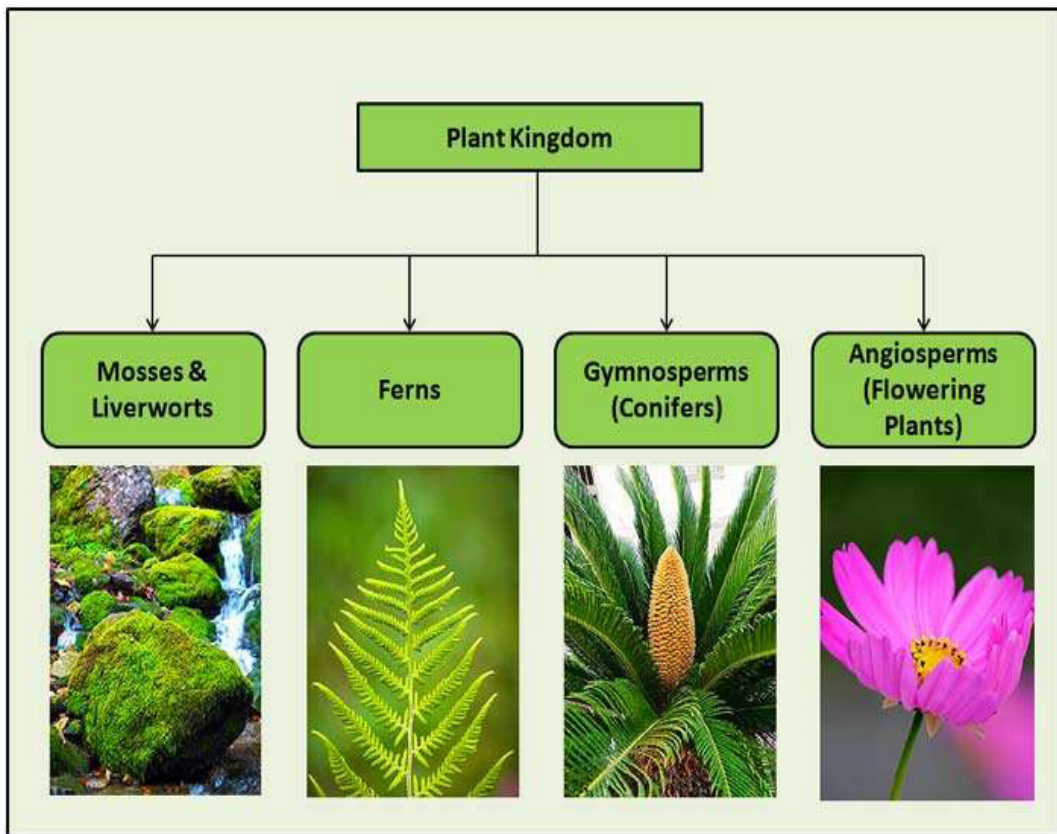 Plant Kingdom
Mosses &
Liverworts
Ferns
Gymnosperms
(Conifers)
Angiosperms
(Flowering
Plants)